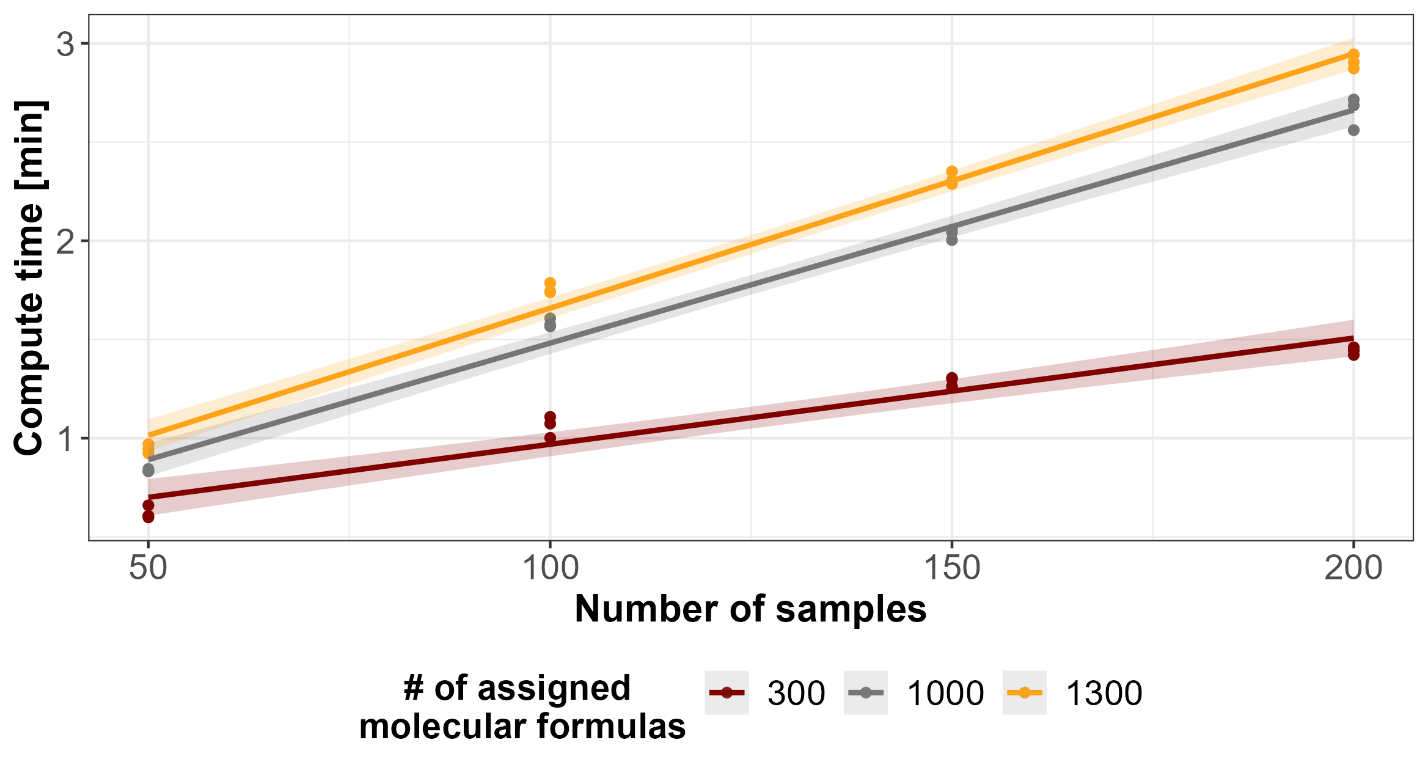 Compute time [min]
3
2
1
50 100 150 200
Number of samples
# of assigned
molecular formulas
300 1000 1300